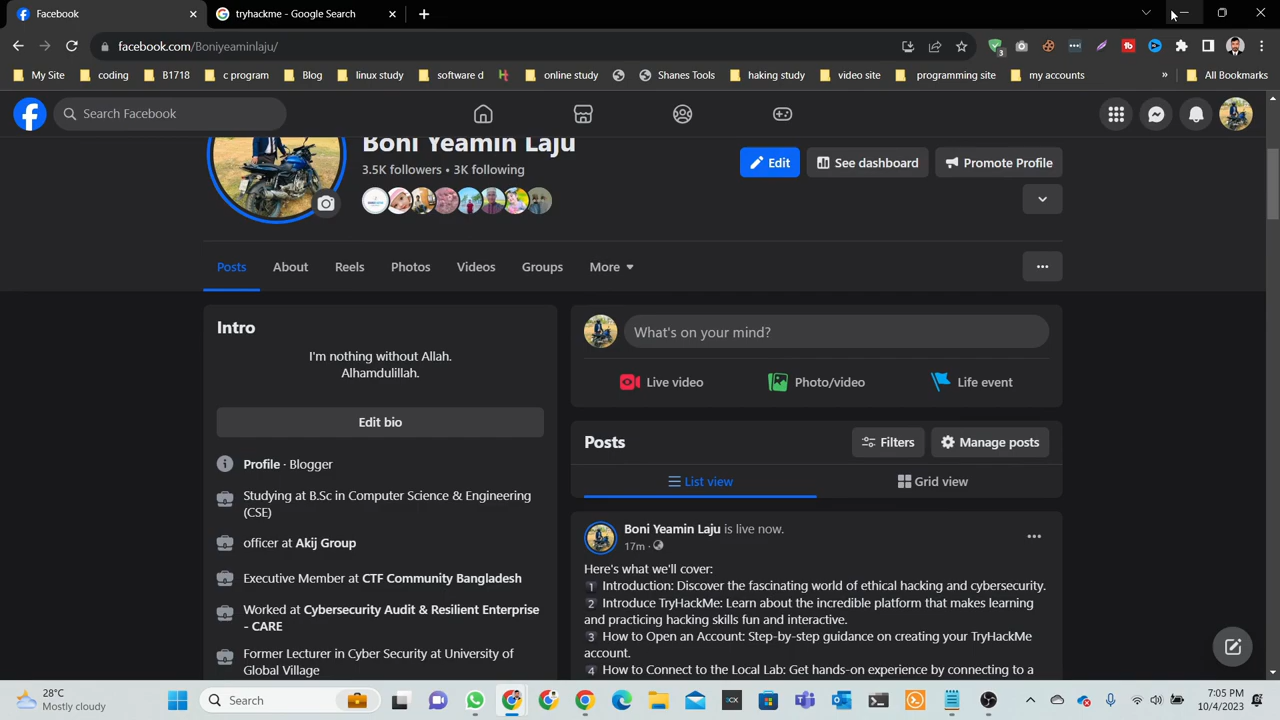 Facebook
tryhackme - Google Search
facebook.com/Boniyeaminlaju/
My Site
coding
B1718
c program
Blog
linux study
software d
online study
Shanes Tools
haking study
video site
programming site
my accounts
»
All Bookmarks
Search Facebook
Boni Yeamin Laju
3.5K followers • 3K following
Edit
See dashboard
Promote Profile
Posts
About
Reels
Photos
Videos
Groups
More
Intro
I'm nothing without Allah.
Alhamdulillah.
Edit bio
Profile · Blogger
Studying at B.Sc in Computer Science & Engineering
(CSE)
officer at Akij Group
Executive Member at CTF Community Bangladesh
Worked at Cybersecurity Audit & Resilient Enterprise
- CARE
Former Lecturer in Cyber Security at University of
Global Village
What's on your mind?
Live video
Photo/video
Life event
Posts
Filters
Manage posts
List view
Grid view
Boni Yeamin Laju is live now.
17m ·
Here's what we'll cover:
1 Introduction: Discover the fascinating world of ethical hacking and cybersecurity.
2 Introduce TryHackMe: Learn about the incredible platform that makes learning
and practicing hacking skills fun and interactive.
3 How to Open an Account: Step-by-step guidance on creating your TryHackMe
account.
4 How to Connect to the Local Lab: Get hands-on experience by connecting to a
28°C
Mostly cloudy
Search
7:05 PM
10/4/2023